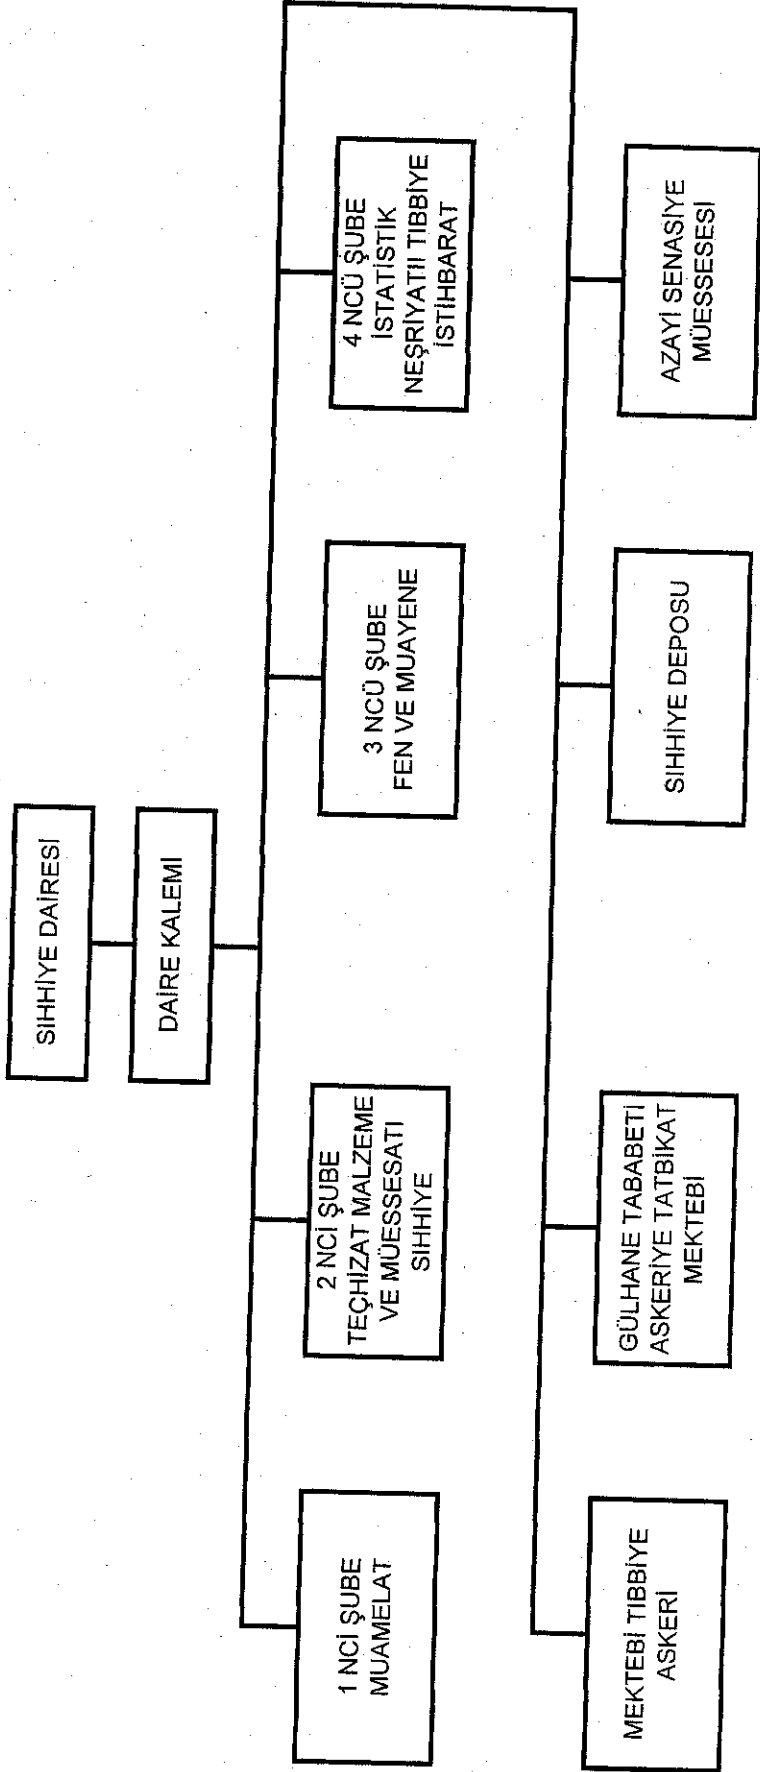 SIHHİYE DAİRESİ
DAİRE KALEMİ
1 NCİ ŞUBE
MUAMELAT
2 NCİ ŞUBE
TEÇHİZAT MALZEME
VE MÜESSESATI
SIHHİYE
3 NCÜ ŞUBE
FEN VE MUAYENE
4 NCÜ ŞUBE
İSTATİSTİK
NEŞRİYATII TIBBİYE
İSTİHBARAT
MEKTEBİ TIBBİYE
ASKERİ
GÜLHANE TABABETİ
ASKERİYE TATBİKAT
MEKTEBİ
SIHHİYE DEPOSU
AZAYİ SENASİYE
MÜESSESESİ